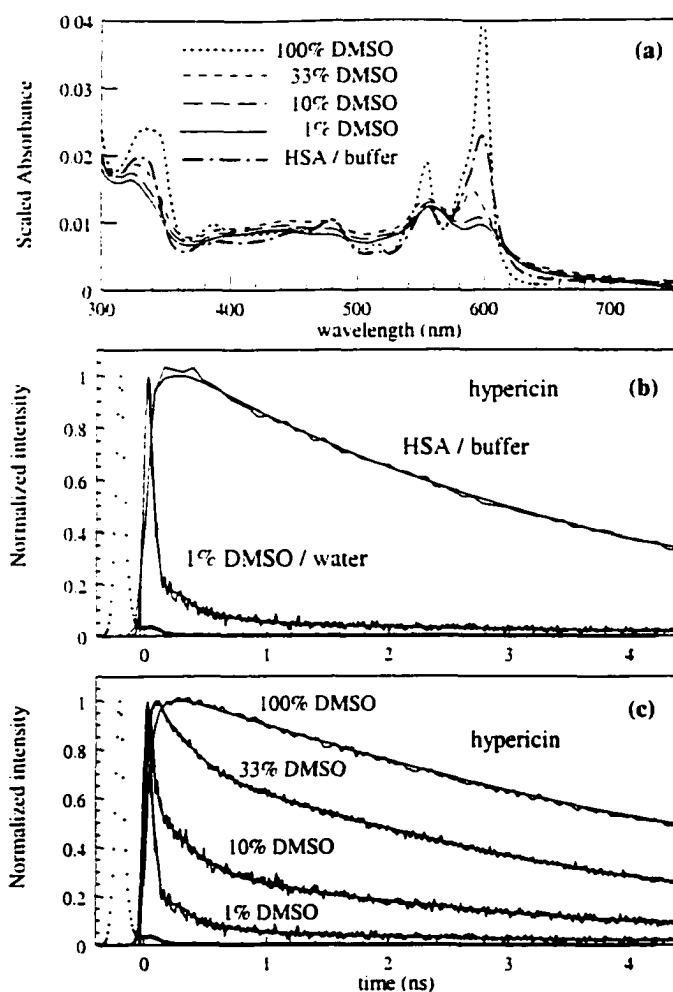 0.04
0.03
0.02
0.01
0
Scaled Absorbance
100% DMSO
33% DMSO
10% DMSO
1% DMSO
HSA / buffer
(a)
300 400 500 600 700
wavelength (nm)
1
0.8
0.6
0.4
0.2
0
Normalized intensity
hypericin
(b)
HSA / buffer
1% DMSO / water
0 1 2 3 4
1
0.8
0.6
0.4
0.2
0
Normalized intensity
100% DMSO
(c)
hypericin
33% DMSO
10% DMSO
1% DMSO
0 1 2 3 4
time (ns)